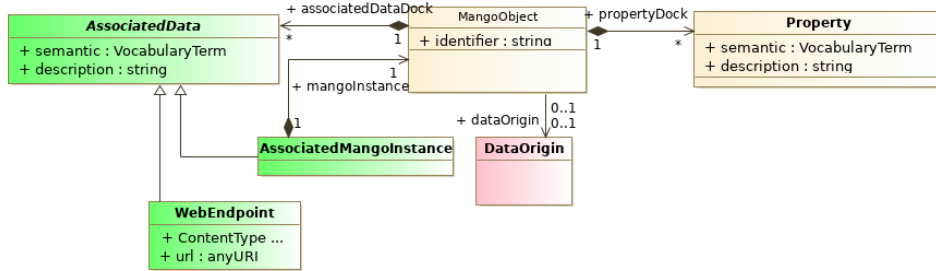 AssociatedData
+ semantic : VocabularyTerm
+ description : string
+ associatedDataDock
*
1
MangoObject
+ identifier : string
+ propertyDock
1
*
Property
+ semantic : VocabularyTerm
+ description : string
1
+ mangoInstance
1
AssociatedMangoInstance
+ dataOrigin
0..1
0..1
DataOrigin
WebEndpoint
+ ContentType ...
+ url : anyURI